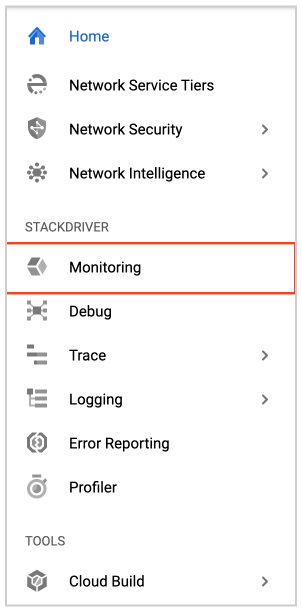 Home
Network Service Tiers
Network Security
Network Intelligence
STACKDRIVER
Monitoring
Debug
Trace
Logging
Error Reporting
Profiler
TOOLS
Cloud Build